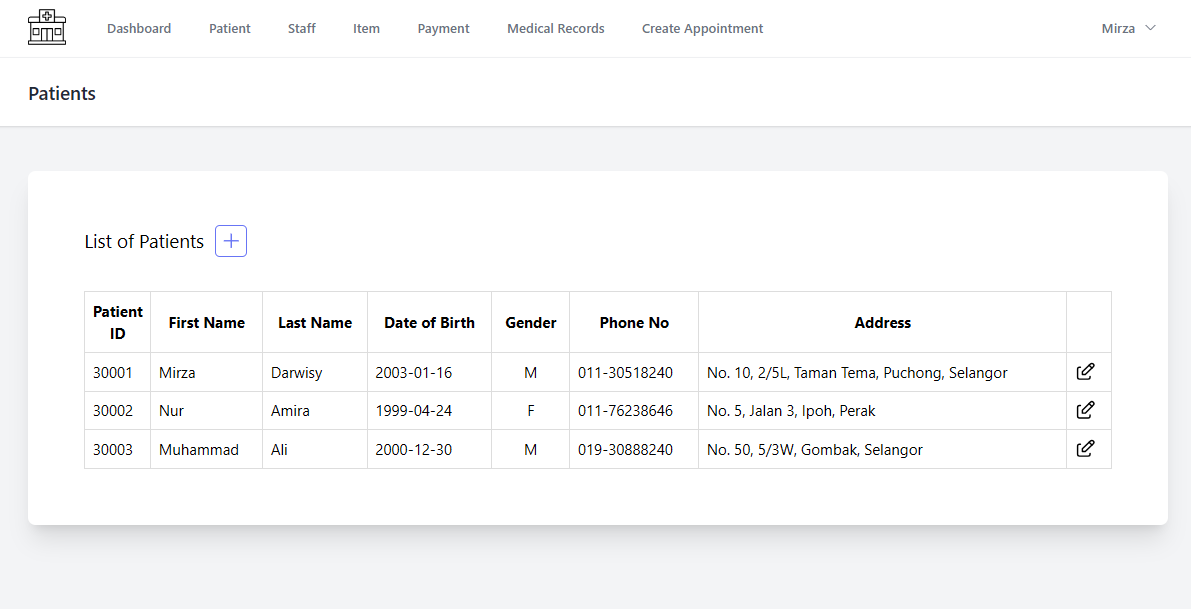 Dashboard Patient Staff Item Payment Medical Records Create Appointment Mirza
Patients
List of Patients
Patient ID First Name Last Name Date of Birth Gender Phone No Address
30001 Mirza Darwisy 2003-01-16 M 011-30518240 No. 10, 2/5L, Taman Tema, Puchong, Selangor
30002 Nur Amira 1999-04-24 F 011-76238646 No. 5, Jalan 3, Ipoh, Perak
30003 Muhammad Ali 2000-12-30 M 019-30888240 No. 50, 5/3W, Gombak, Selangor